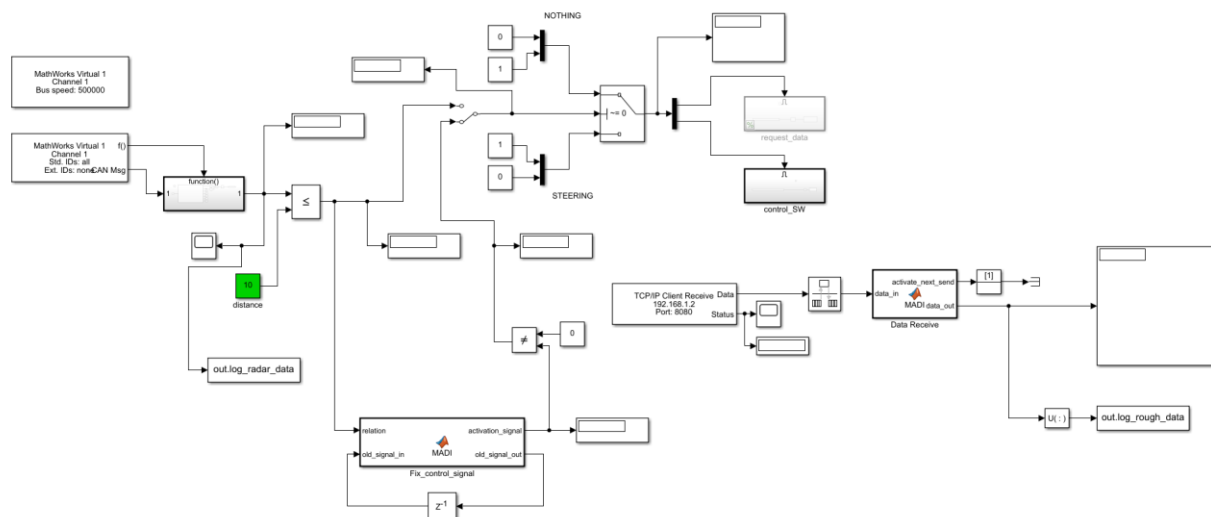 NOTHING
0
1
~= 0
MathWorks Virtual 1
Channel 1
Bus speed: 500000
MathWorks Virtual 1
Channel 1
Std. IDs: all
Ext. IDs: none
f()
CAN Msg
function()
1
1
≤
10
distance
out.log_radar_data
1
0
STEERING
request_data
control_SW
≠
0
relation
old_signal_in
MADI
activation_signal
old_signal_out
Fix_control_signal
Z-1
TCP/IP Client Receive
192.168.1.2
Port: 8080
Data
Status
data_in
MADI
activate_next_send
data_out
Data Receive
[1]
U( : )
out.log_rough_data